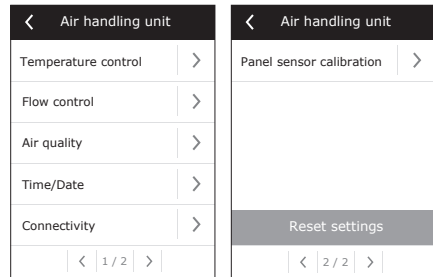 Air handling unit
Temperature control
Flow control
Air quality
Time/Date
Connectivity
1 / 2
Air handling unit
Panel sensor calibration
Reset settings
2 / 2